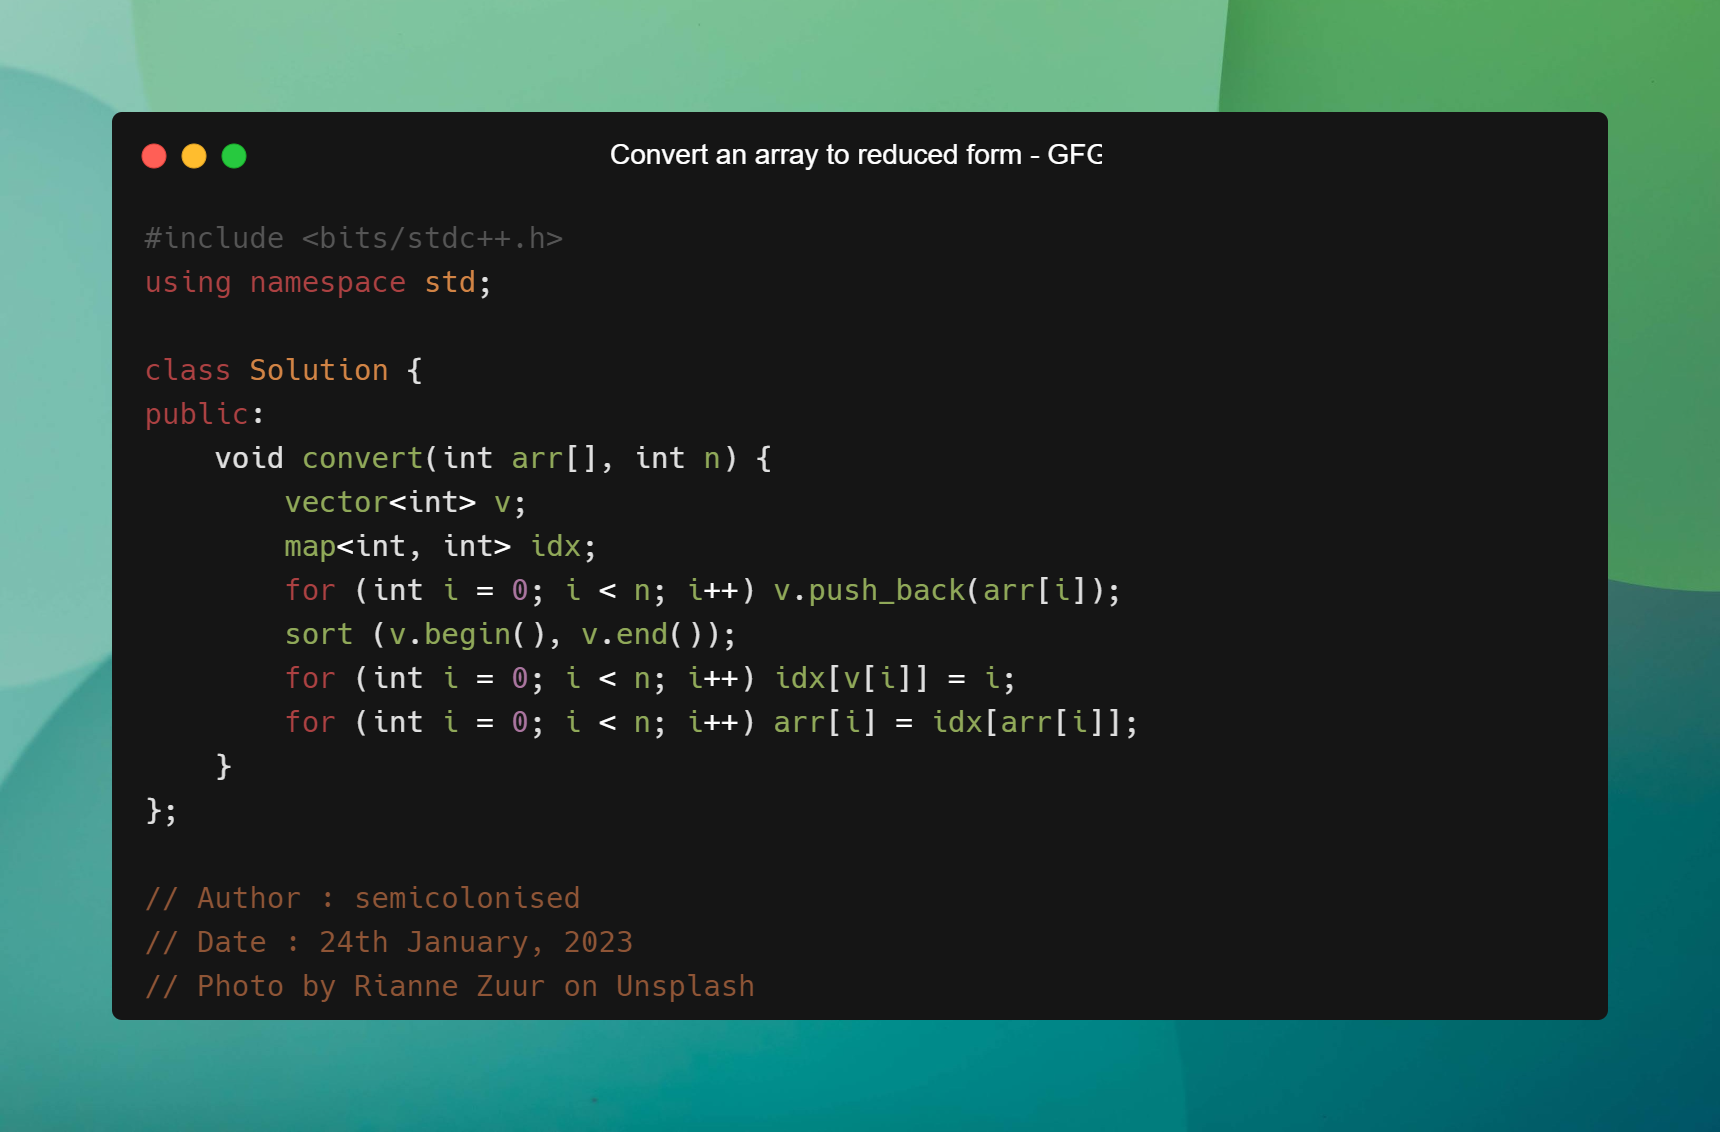 Convert an array to reduced form - GFG
#include <bits/stdc++.h>
using namespace std;
class Solution {
public:
    void convert(int arr[], int n) {
        vector<int> v;
        map<int, int> idx;
        for (int i = 0; i < n; i++) v.push_back(arr[i]);
        sort (v.begin(), v.end());
        for (int i = 0; i < n; i++) idx[v[i]] = i;
        for (int i = 0; i < n; i++) arr[i] = idx[arr[i]];
    }
};
// Author : semicolonised
// Date : 24th January, 2023
// Photo by Rianne Zuur on Unsplash